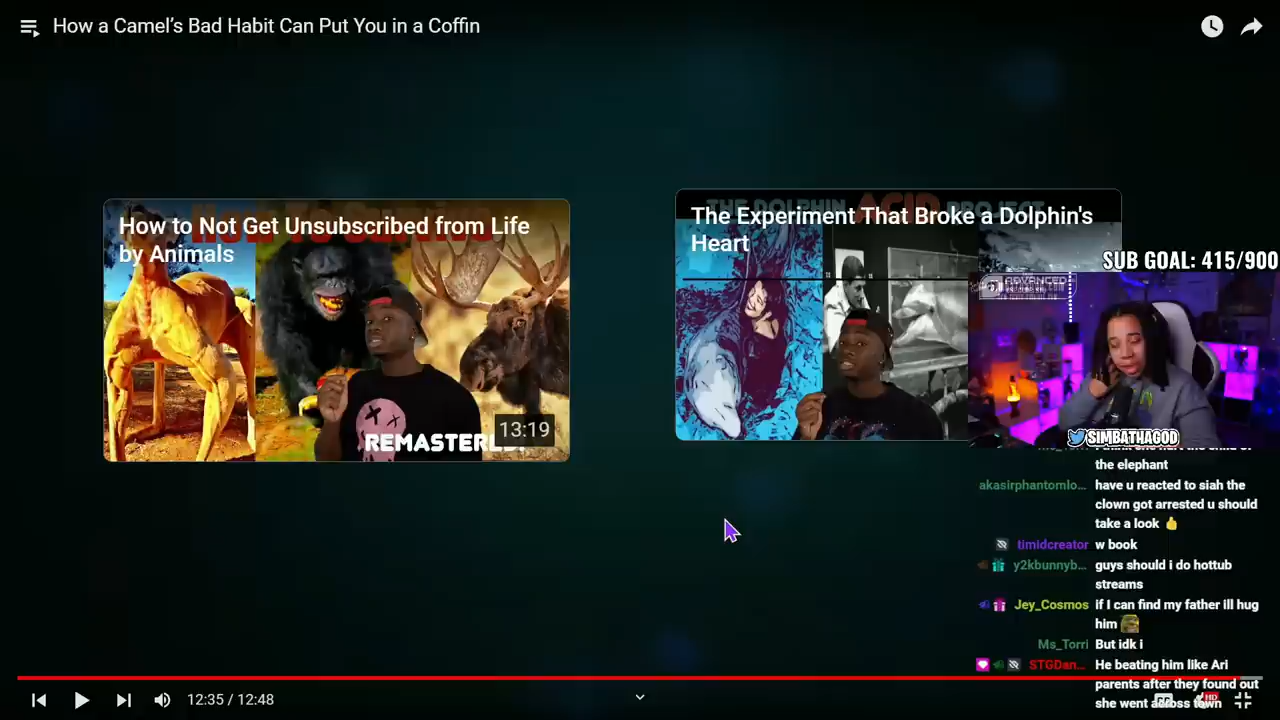 How a Camel’s Bad Habit Can Put You in a Coffin
How to Not Get Unsubscribed from Life
by Animals
REMASTERED
13:19
The Experiment That Broke a Dolphin's
Heart
SUB GOAL: 415/900
ADVANCED
SIMBATHAGOD
the elephant
akasirphantomlo… have u reacted to siah the
clown got arrested u should
take a look
timidcreator w book
y2kbunnyb… guys should i do hottub
streams
Jey_Cosmos if I can find my father ill hug
him
Ms_Torri But idk i
STGDan… He beating him like Ari
parents after they found out
she went across town
12:35 / 12:48
HD